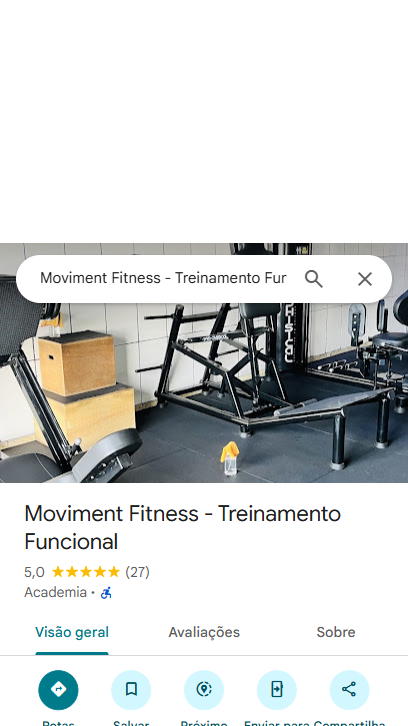 Moviment Fitness - Treinamento Fur
Moviment Fitness - Treinamento
Funcional
5,0 (27)
Academia
Visão geral Avaliações Sobre
Rotas Salvar Próximo Enviar para Compartilha